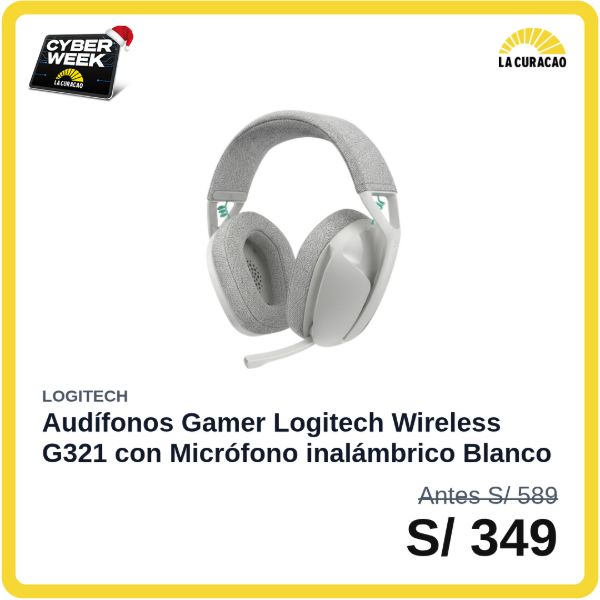 CYBER
WEEK
LA CURACAO
LA CURACAO
LOGITECH
Audífonos Gamer Logitech Wireless
G321 con Micrófono inalámbrico Blanco
Antes S/ 589
S/ 349